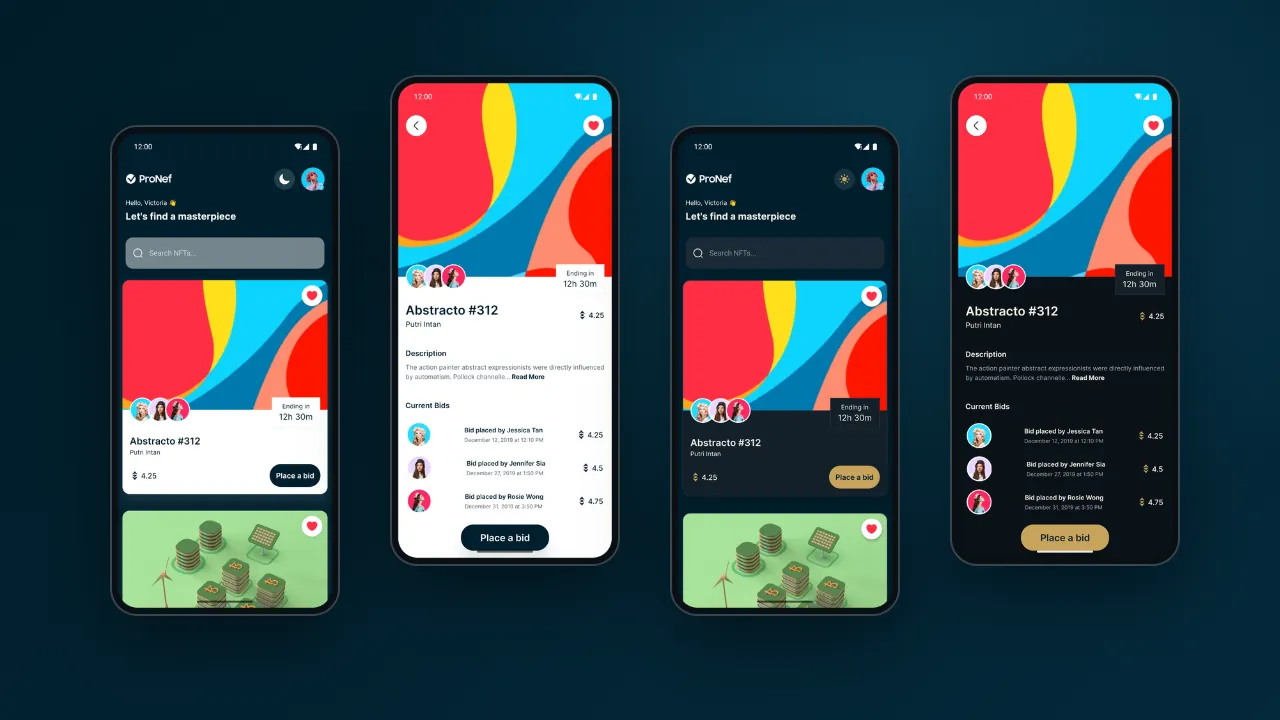 12:00
ProNef
Hello, Victoria 👋
Let's find a masterpiece
Search NFTs...
Ending in
12h 30m
Abstracto #312
Putri Intan
4.25
Place a bid
12:00
Ending in
12h 30m
Abstracto #312
4.25
Putri Intan
Description
The action painter abstract expressionists were directly influenced
by automatism. Pollock channelle... Read More
Current Bids
Bid placed by Jessica Tan
4.25
December 12, 2019 at 12:10 PM
Bid placed by Jennifer Sia
4.5
December 27, 2019 at 1:50 PM
Bid placed by Rosie Wong
4.75
December 31, 2019 at 3:50 PM
Place a bid
12:00
ProNef
Hello, Victoria 👋
Let's find a masterpiece
Search NFTs...
Ending in
12h 30m
Abstracto #312
Putri Intan
4.25
Place a bid
12:00
Ending in
12h 30m
Abstracto #312
4.25
Putri Intan
Description
The action painter abstract expressionists were directly influenced
by automatism. Pollock channelle... Read More
Current Bids
Bid placed by Jessica Tan
4.25
December 12, 2019 at 12:10 PM
Bid placed by Jennifer Sia
4.5
December 27, 2019 at 1:50 PM
Bid placed by Rosie Wong
4.75
December 31, 2019 at 3:50 PM
Place a bid